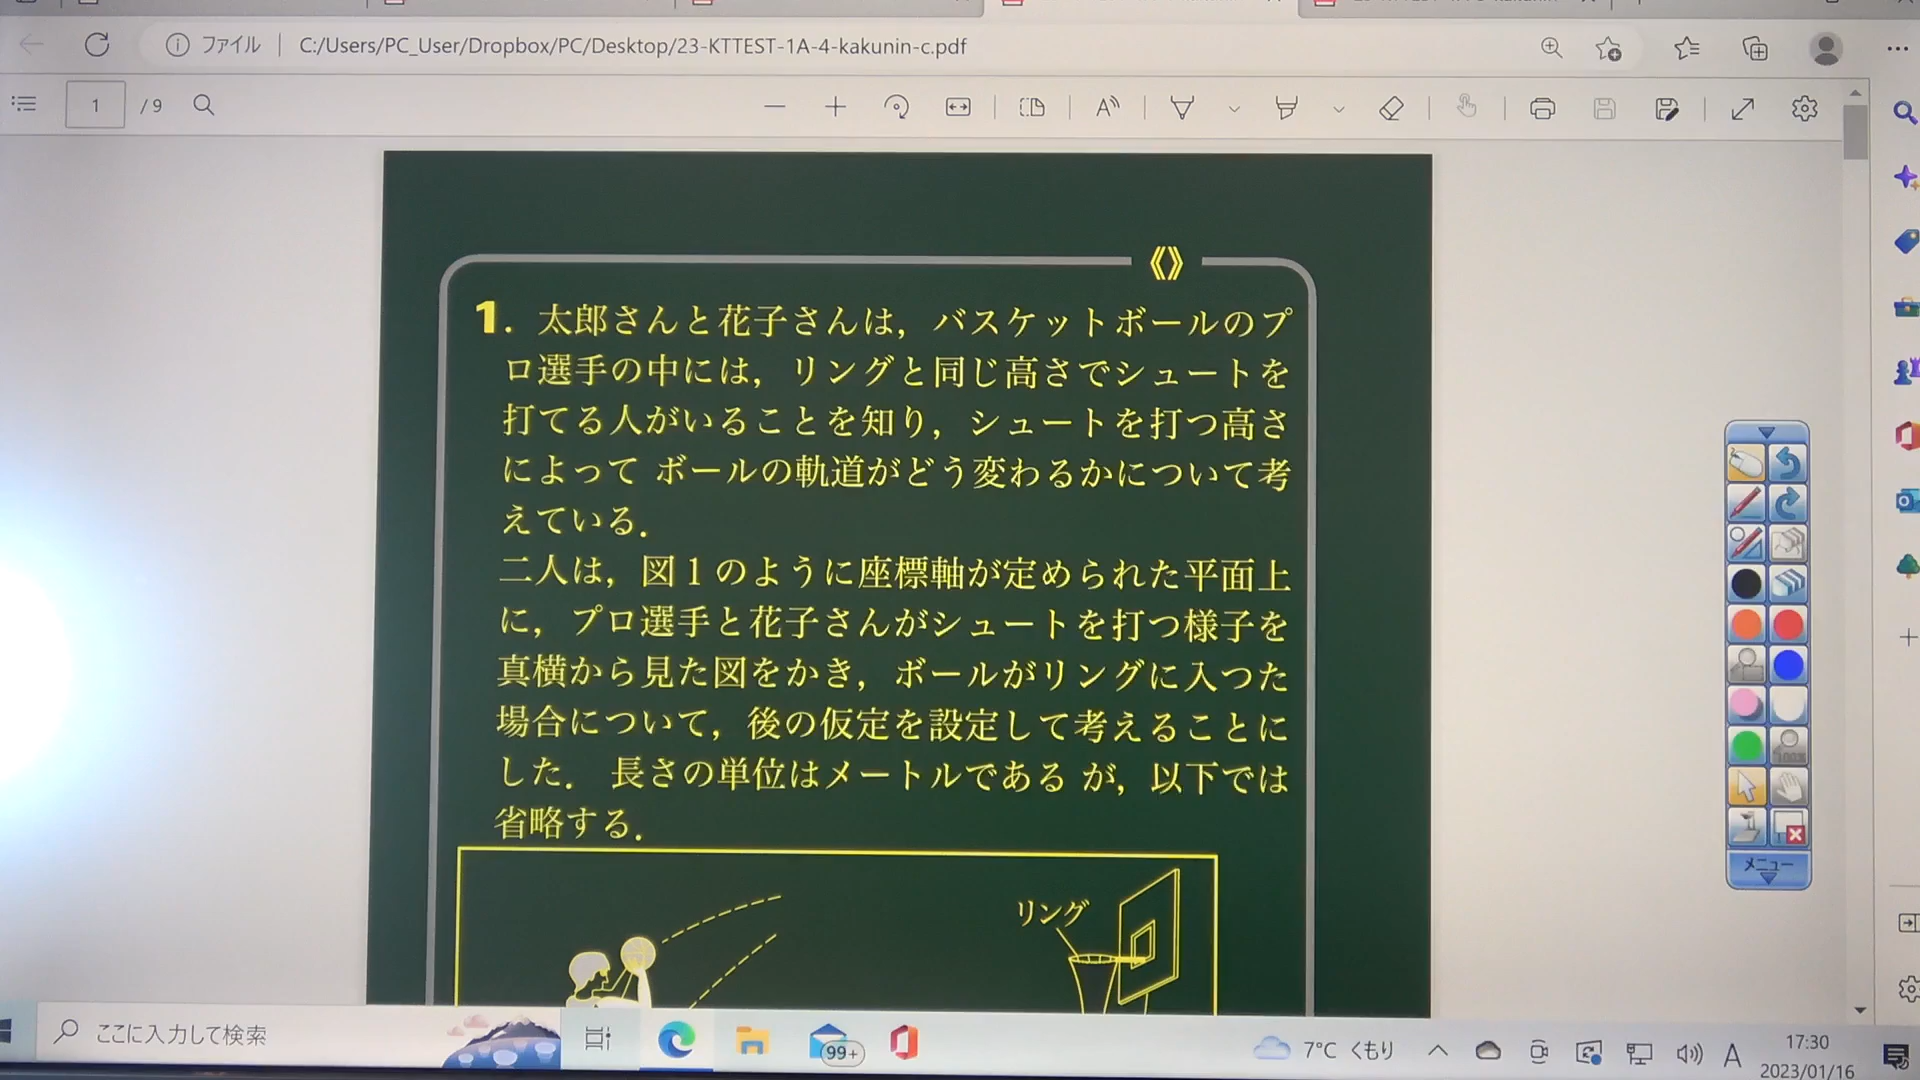 ファイル
C:/Users/PC_User/Dropbox/PC/Desktop/23-KTTEST-1A-4-kakunin-c.pdf
1 / 9
《》
1. 太郎さんと花子さんは，バスケットボールのプ
ロ選手の中には，リングと同じ高さでシュートを
打てる人がいることを知り，シュートを打つ高さ
によって ボールの軌道がどう変わるかについて考
えている．
二人は，図１のように座標軸が定められた平面上
に，プロ選手と花子さんがシュートを打つ様子を
真横から見た図をかき，ボールがリングに入つた
場合について，後の仮定を設定して考えることに
した． 長さの単位はメートルである が，以下では
省略する．
リング
メニュー
ここに入力して検索
99+
7°C くもり
A
17:30
2023/01/16